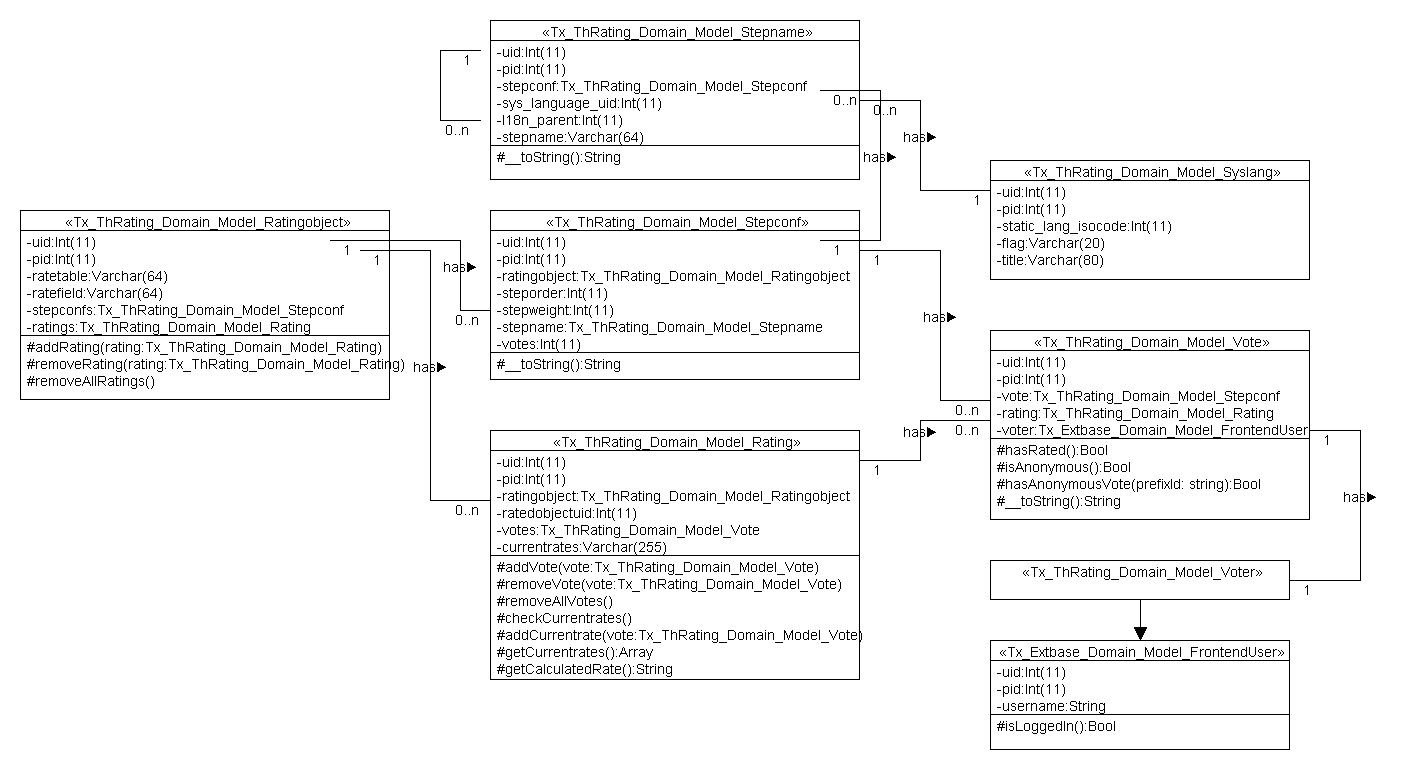 «Tx_ThRating_Domain_Model_Stepname»
-uid:Int(11)
-pid:Int(11)
-stepconf:Tx_ThRating_Domain_Model_Stepconf
-sys_language_uid:Int(11)
-l18n_parent:Int(11)
-stepname:Varchar(64)
#__toString():String
1
0..n
0..n
0..n
has
has
1
«Tx_ThRating_Domain_Model_Syslang»
-uid:Int(11)
-pid:Int(11)
-static_lang_isocode:Int(11)
-flag:Varchar(20)
-title:Varchar(80)
«Tx_ThRating_Domain_Model_Ratingobject»
-uid:Int(11)
-pid:Int(11)
-ratetable:Varchar(64)
-ratefield:Varchar(64)
-stepconfs:Tx_ThRating_Domain_Model_Stepconf
-ratings:Tx_ThRating_Domain_Model_Rating
#addRating(rating:Tx_ThRating_Domain_Model_Rating)
#removeRating(rating:Tx_ThRating_Domain_Model_Rating)
#removeAllRatings()
1
1
has
0..n
has
0..n
«Tx_ThRating_Domain_Model_Stepconf»
-uid:Int(11)
-pid:Int(11)
-ratingobject:Tx_ThRating_Domain_Model_Ratingobject
-steporder:Int(11)
-stepweight:Int(11)
-stepname:Tx_ThRating_Domain_Model_Stepname
-votes:Int(11)
#__toString():String
1
1
has
0..n
«Tx_ThRating_Domain_Model_Vote»
-uid:Int(11)
-pid:Int(11)
-vote:Tx_ThRating_Domain_Model_Stepconf
-rating:Tx_ThRating_Domain_Model_Rating
-voter:Tx_Extbase_Domain_Model_FrontendUser
#hasRated():Bool
#isAnonymous():Bool
#hasAnonymousVote(prefixId: string):Bool
#__toString():String
«Tx_ThRating_Domain_Model_Rating»
-uid:Int(11)
-pid:Int(11)
-ratingobject:Tx_ThRating_Domain_Model_Ratingobject
-ratedobjectuid:Int(11)
-votes:Tx_ThRating_Domain_Model_Vote
-currentrates:Varchar(255)
#addVote(vote:Tx_ThRating_Domain_Model_Vote)
#removeVote(vote:Tx_ThRating_Domain_Model_Vote)
#removeAllVotes()
#checkCurrentrates()
#addCurrentrate(vote:Tx_ThRating_Domain_Model_Vote)
#getCurrentrates():Array
#getCalculatedRate():String
1
has
0..n
1
has
1
«Tx_ThRating_Domain_Model_Voter»
«Tx_Extbase_Domain_Model_FrontendUser»
-uid:Int(11)
-pid:Int(11)
-username:String
#isLoggedIn():Bool